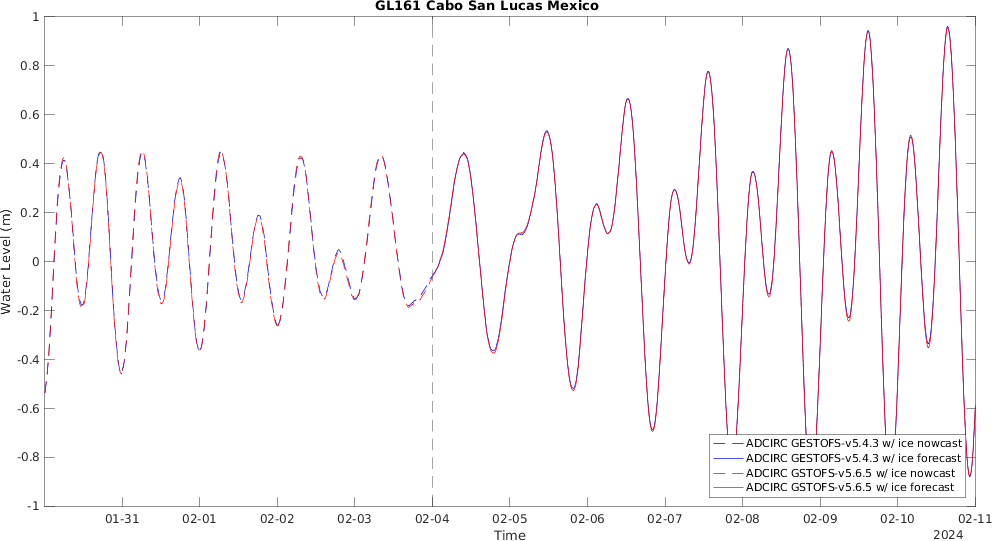 GL161 Cabo San Lucas Mexico
Water Level (m)
1
0.8
0.6
0.4
0.2
0
-0.2
-0.4
-0.6
-0.8
-1
ADCIRC GESTOFS-v5.4.3 w/ ice nowcast
ADCIRC GESTOFS-v5.4.3 w/ ice forecast
ADCIRC GSTOFS-v5.6.5 w/ ice nowcast
ADCIRC GSTOFS-v5.6.5 w/ ice forecast
01-31 02-01 02-02 02-03 02-04 02-05 02-06 02-07 02-08 02-09 02-10 02-11
Time
2024